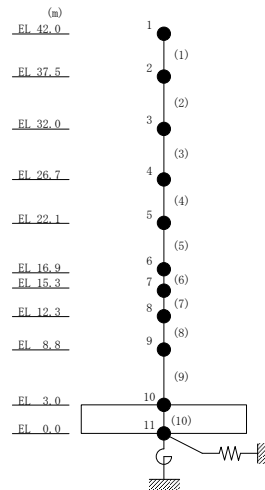 (m)
EL 42.0 1
(1)
EL 37.5 2
(2)
EL 32.0 3
(3)
EL 26.7 4
(4)
EL 22.1 5
(5)
EL 16.9 6
(6)
EL 15.3 7
(7)
EL 12.3 8
(8)
EL 8.8 9
(9)
EL 3.0 10
(10)
EL 0.0 11